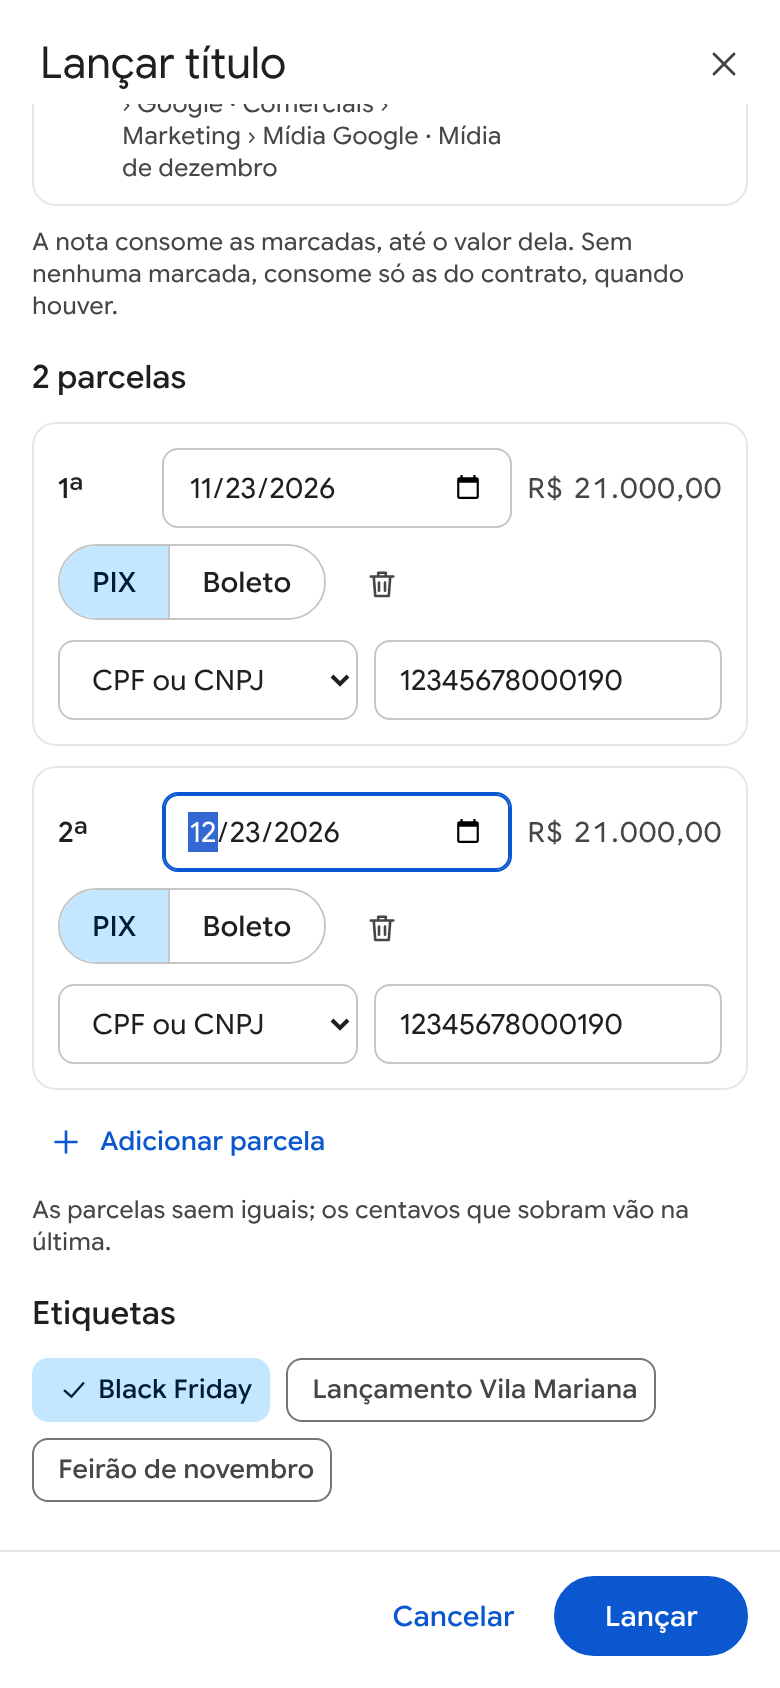 Lançar título
› Google · Comerciais ›
Marketing › Mídia Google · Mídia
de dezembro
A nota consome as marcadas, até o valor dela. Sem
nenhuma marcada, consome só as do contrato, quando
houver.
2 parcelas
1ª 11/23/2026 R$ 21.000,00
PIX Boleto
CPF ou CNPJ 12345678000190
2ª 12/23/2026 R$ 21.000,00
PIX Boleto
CPF ou CNPJ 12345678000190
Adicionar parcela
As parcelas saem iguais; os centavos que sobram vão na
última.
Etiquetas
Black Friday Lançamento Vila Mariana
Feirão de novembro
Cancelar Lançar